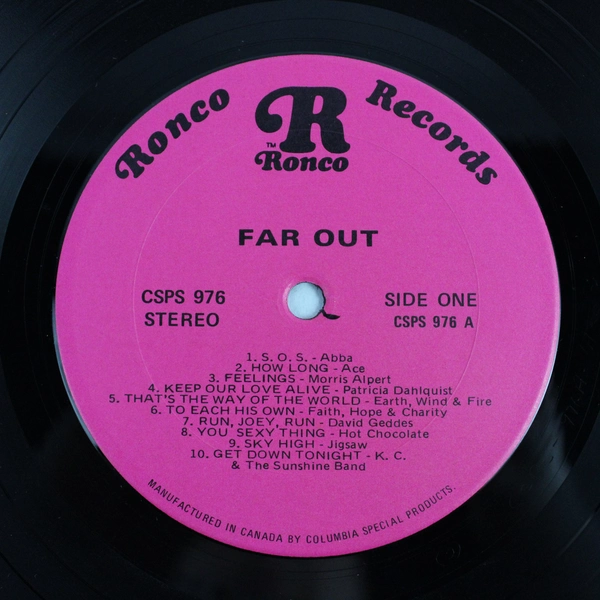 Ronco Records
R
TM
Ronco
FAR OUT
CSPS 976
STEREO
SIDE ONE
CSPS 976 A
1. S. O. S. - Abba
2. HOW LONG - Ace
3. FEELINGS - Morris Alpert
4. KEEP OUR LOVE ALIVE - Patricia Dahlquist
5. THAT'S THE WAY OF THE WORLD - Earth, Wind & Fire
6. TO EACH HIS OWN - Faith, Hope & Charity
7. RUN, JOEY, RUN - David Geddes
8. YOU SEXY THING - Hot Chocolate
9. SKY HIGH - Jigsaw
10. GET DOWN TONIGHT - K. C.
& The Sunshine Band
MANUFACTURED IN CANADA BY COLUMBIA SPECIAL PRODUCTS.